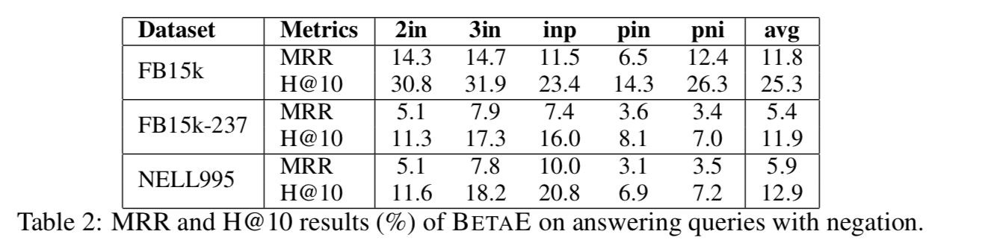 Dataset Metrics 2in 3in inp pin pni avg
FB15k MRR 14.3 14.7 11.5 6.5 12.4 11.8
H@10 30.8 31.9 23.4 14.3 26.3 25.3
FB15k-237 MRR 5.1 7.9 7.4 3.6 3.4 5.4
H@10 11.3 17.3 16.0 8.1 7.0 11.9
NELL995 MRR 5.1 7.8 10.0 3.1 3.5 5.9
H@10 11.6 18.2 20.8 6.9 7.2 12.9
Table 2: MRR and H@10 results (%) of BETAE on answering queries with negation.